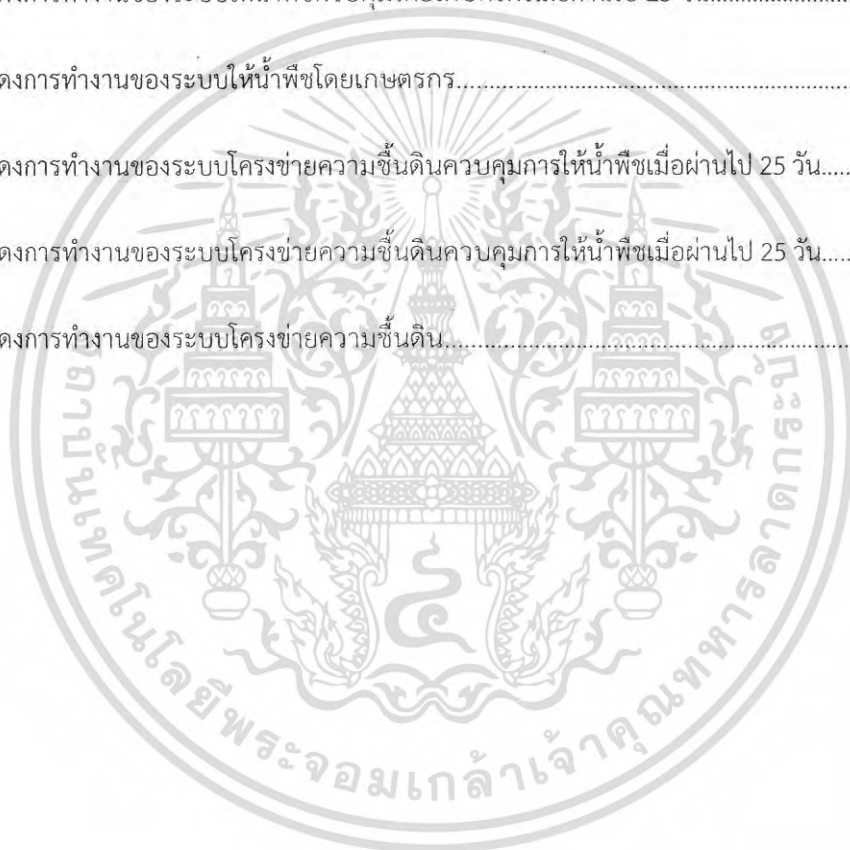 ดงการทำงานของระบบให้น้ำพืชโดยเกษตรกร
ดงการทำงานของระบบโครงข่ายความชื้นดินควบคุมการให้น้ำพืชเมื่อผ่านไป 25 วัน
ดงการทำงานของระบบโครงข่ายความชื้นดินควบคุมการให้น้ำพืชเมื่อผ่านไป 25 วัน
ดงการทำงานของระบบโครงข่ายความชื้นดิน
สถาบันเทคโนโลยีพระจอมเกล้าเจ้าคุณทหารลาดกระบัง